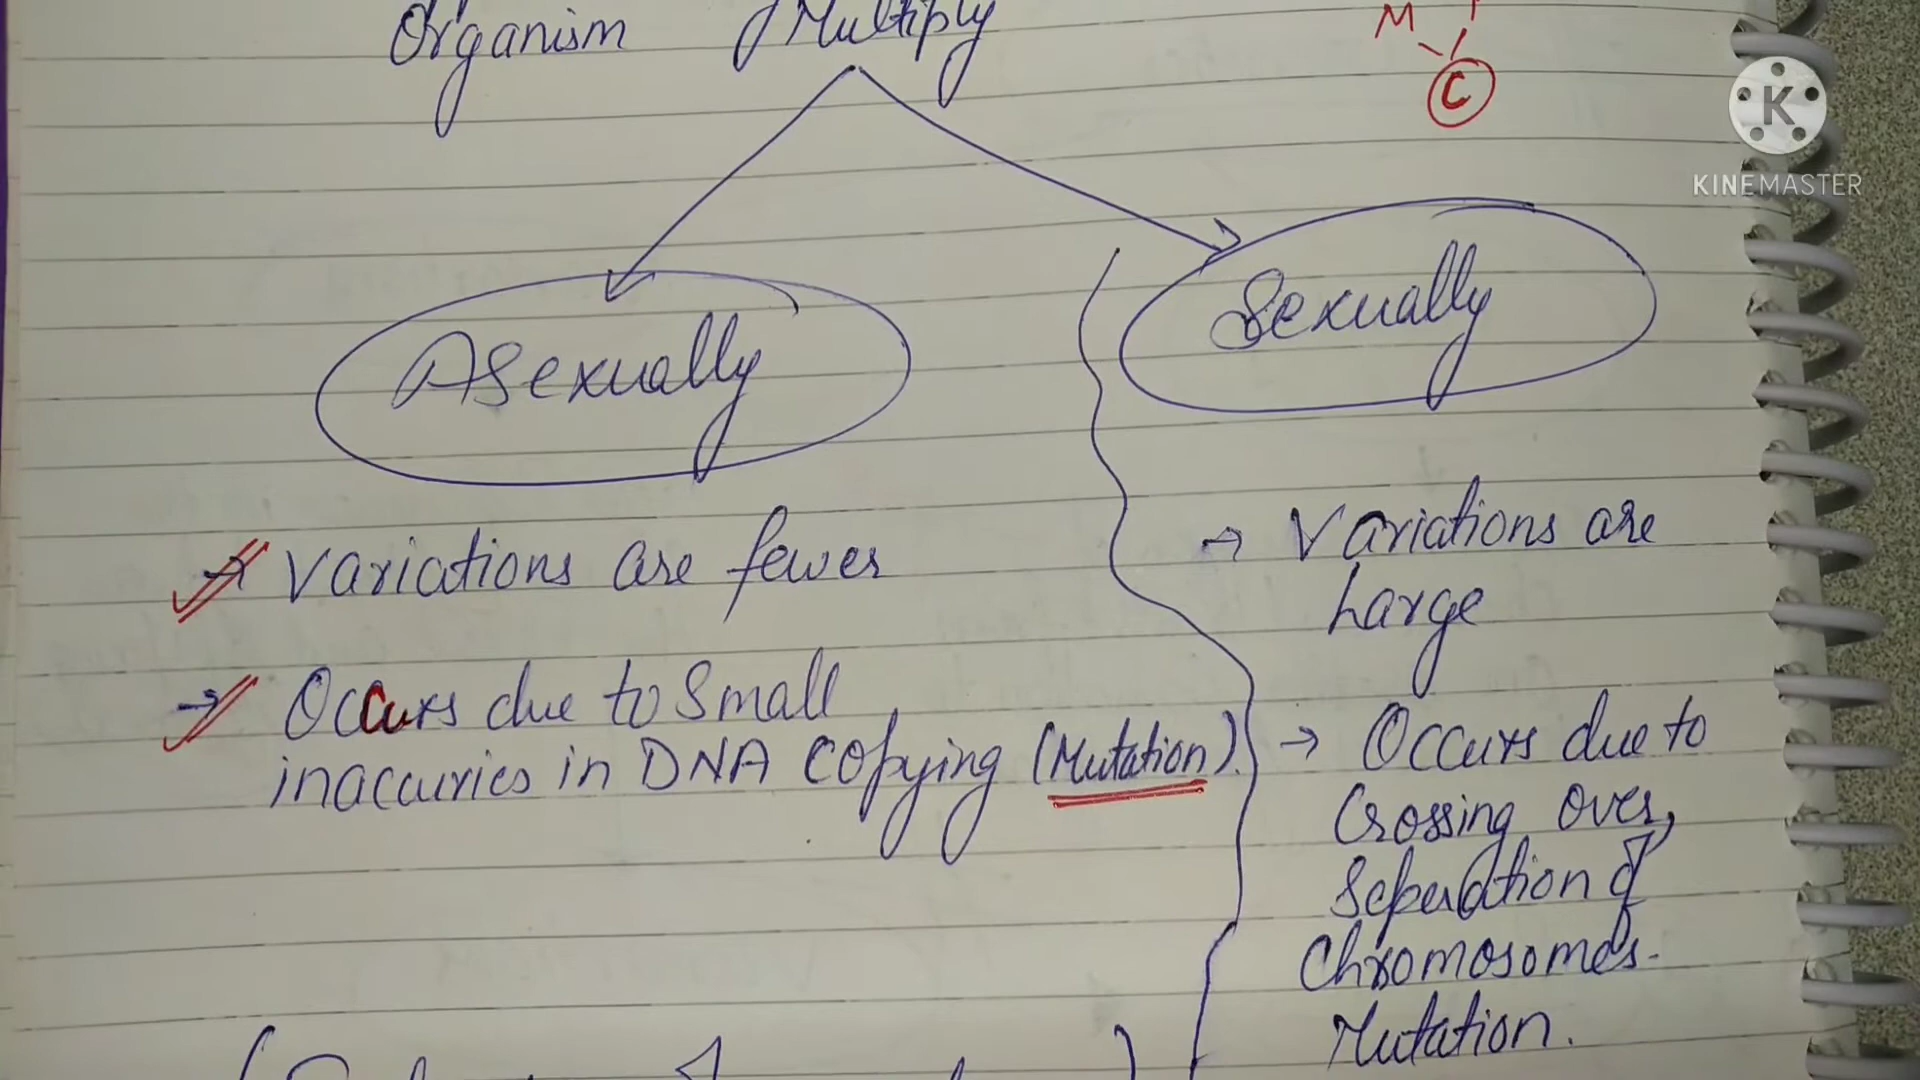 Organism Multiply
M
C
K
KINEMASTER
Asexually
Sexually
→ Variations are fewer
→ Occurs due to Small
inaccuries in DNA Copying (Mutation).
→ Variations are
Large
→ Occurs due to
Crossing over,
Seperation of
Chromosomes.
Mutation.